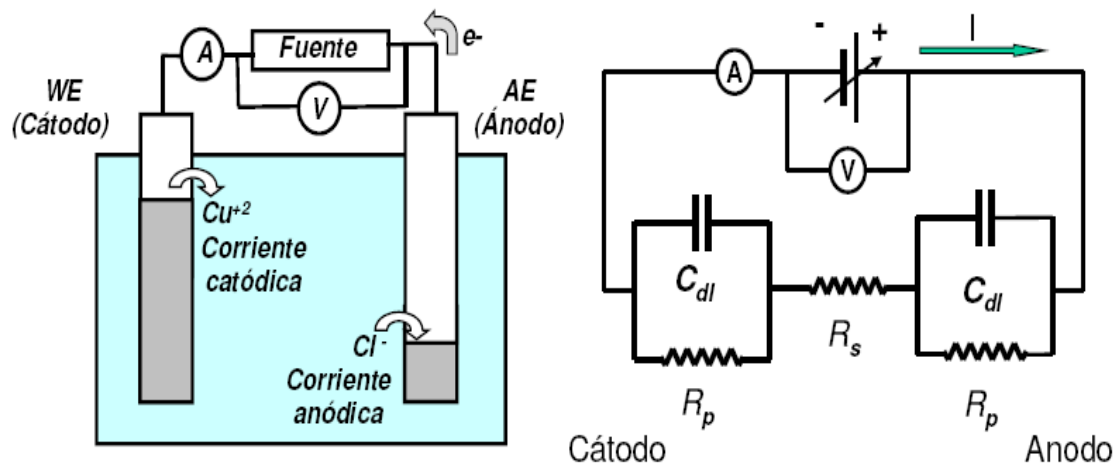 Fuente
e-
A
V
WE
(Cátodo)
AE
(Ánodo)
Cu+2
Corriente
catódica
Cl -
Corriente
anódica
- +
I
A
V
Cdl
Cdl
Rs
Rp
Rp
Cátodo
Anodo